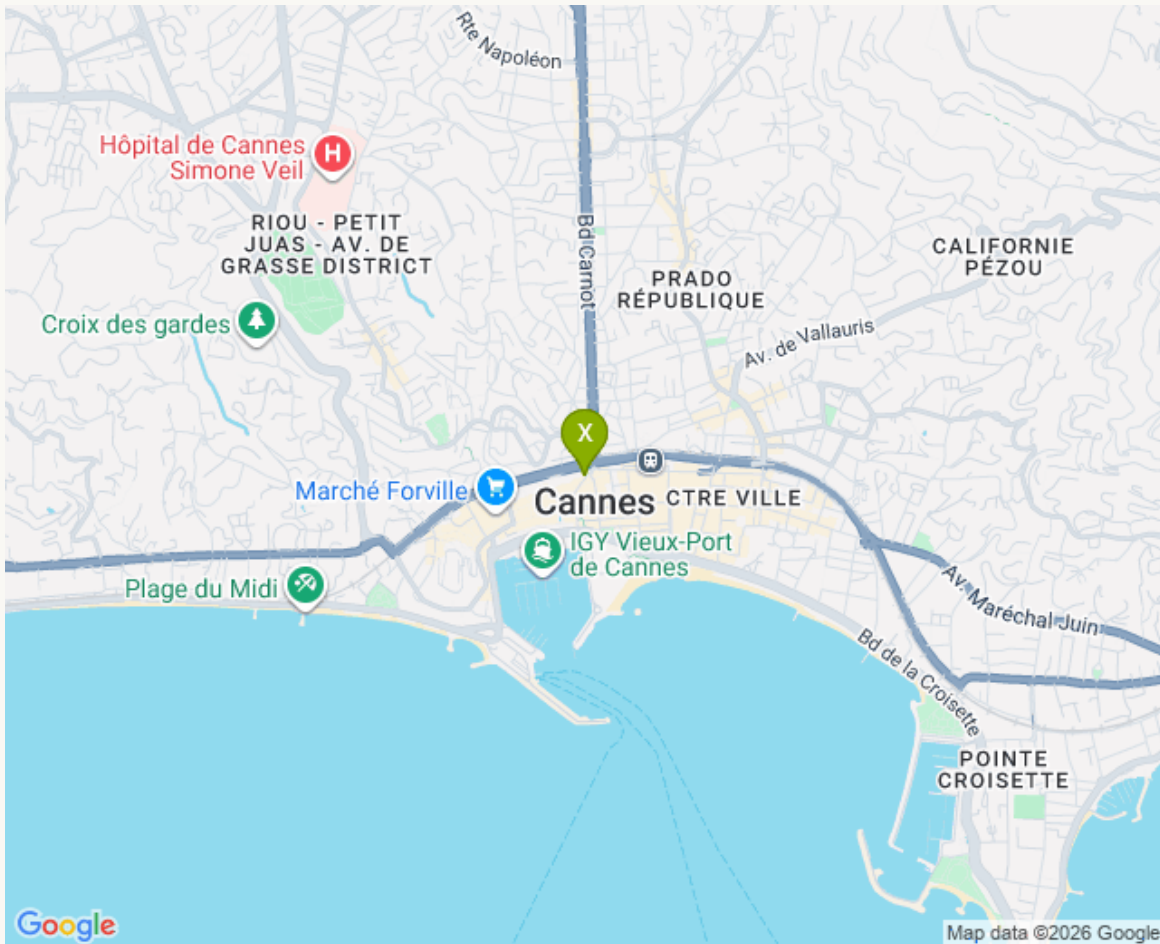 Rte Napoléon
Hôpital de Cannes
Simone Veil
H
RIOU - PETIT
JUAS - AV. DE
GRASSE DISTRICT
Bd Carnot
CALIFORNIE
PÉZOU
PRADO
RÉPUBLIQUE
Croix des gardes
Av. de Vallauris
X
Marché Forville
Cannes
CTRE VILLE
IGY Vieux-Port
de Cannes
Plage du Midi
Av. Maréchal Juin
Bd de la Croisette
POINTE
CROISETTE
Google
Map data ©2026 Google